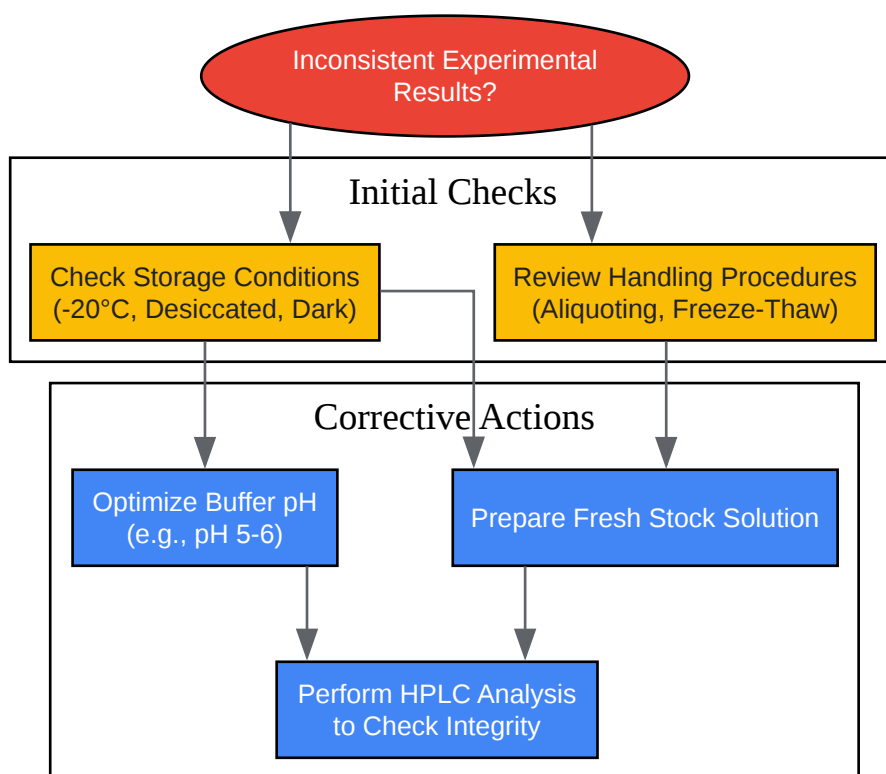 Inconsistent Experimental
Results?
Initial Checks
Check Storage Conditions
(-20°C, Desiccated, Dark)
Review Handling Procedures
(Aliquoting, Freeze-Thaw)
Corrective Actions
Optimize Buffer pH
(e.g., pH 5-6)
Prepare Fresh Stock Solution
Perform HPLC Analysis
to Check Integrity